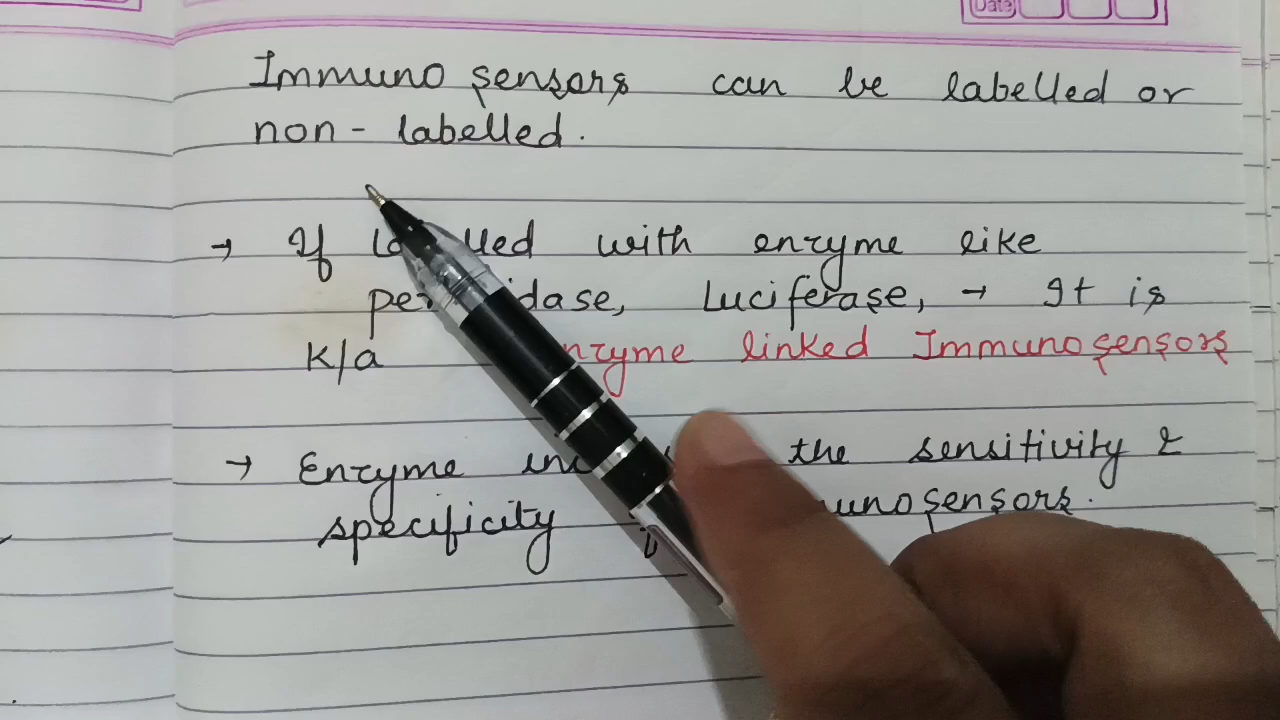 Date
Immuno sensors can be labelled or
non-labelled.
→ If with enzyme like
Luciferase, → It is
K/a linked Immunosensors
→ Enzyme the sensitivity &
specificity